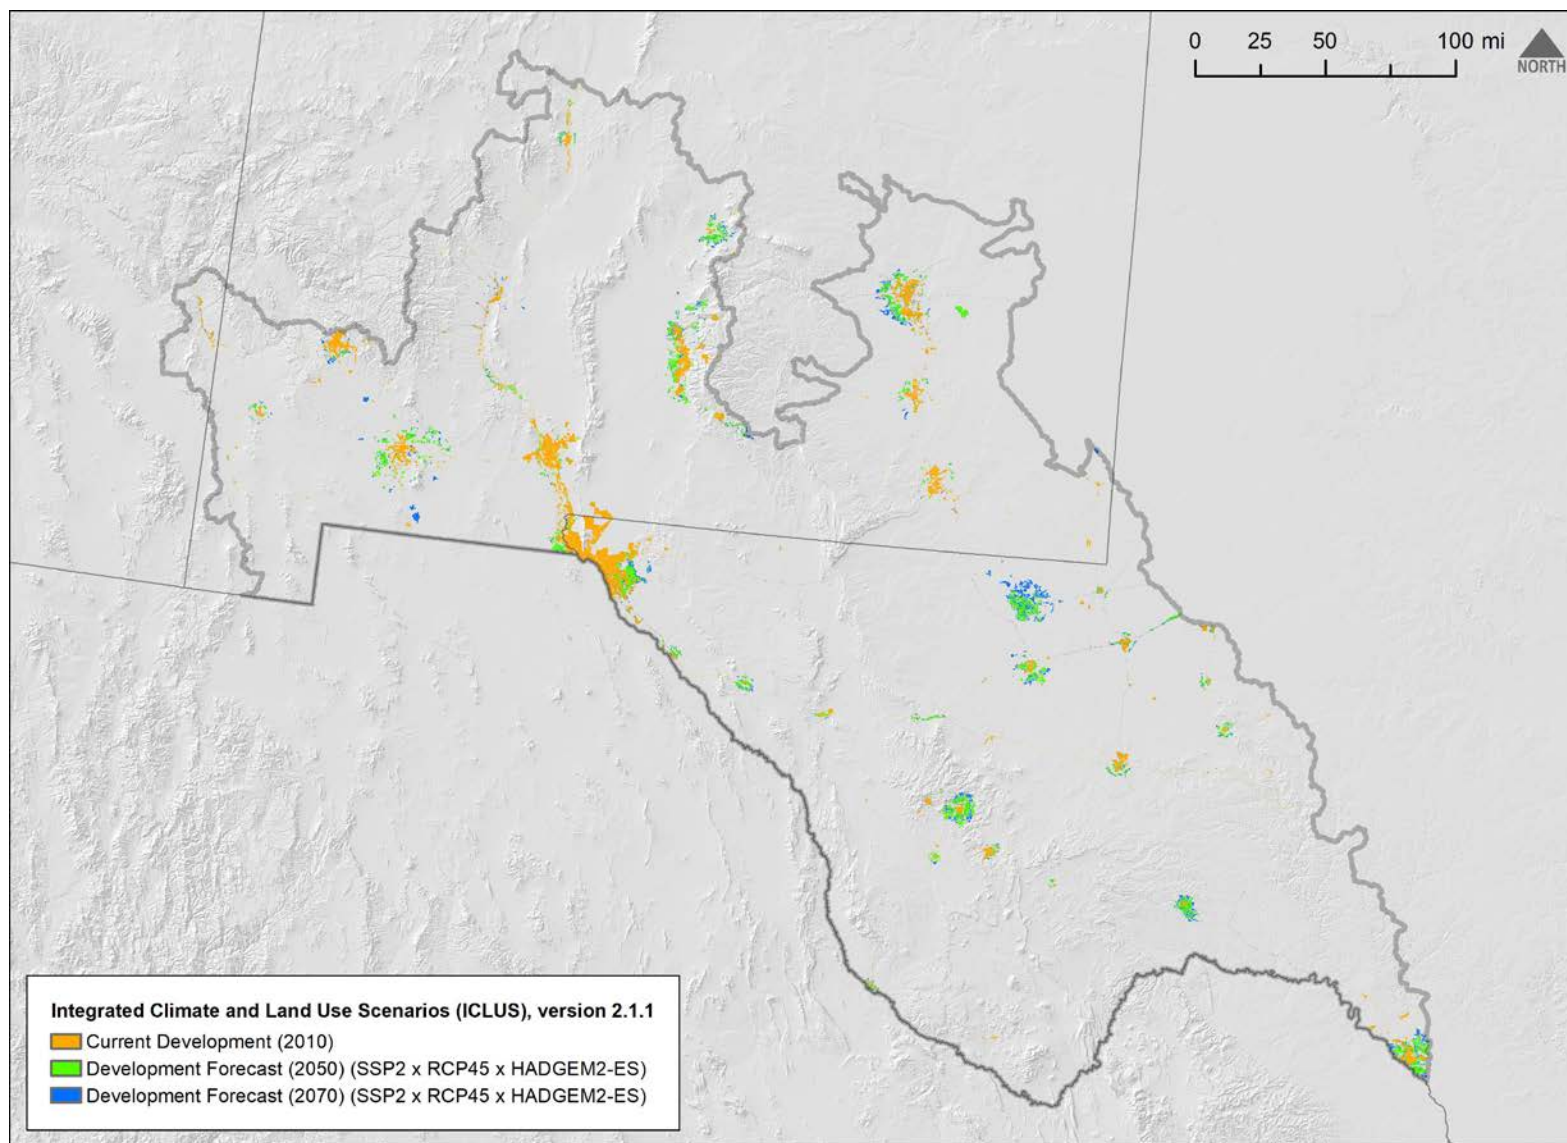 0 25 50 100 mi
NORTH
Integrated Climate and Land Use Scenarios (ICLUS), version 2.1.1
Current Development (2010)
Development Forecast (2050) (SSP2 x RCP45 x HADGEM2-ES)
Development Forecast (2070) (SSP2 x RCP45 x HADGEM2-ES)